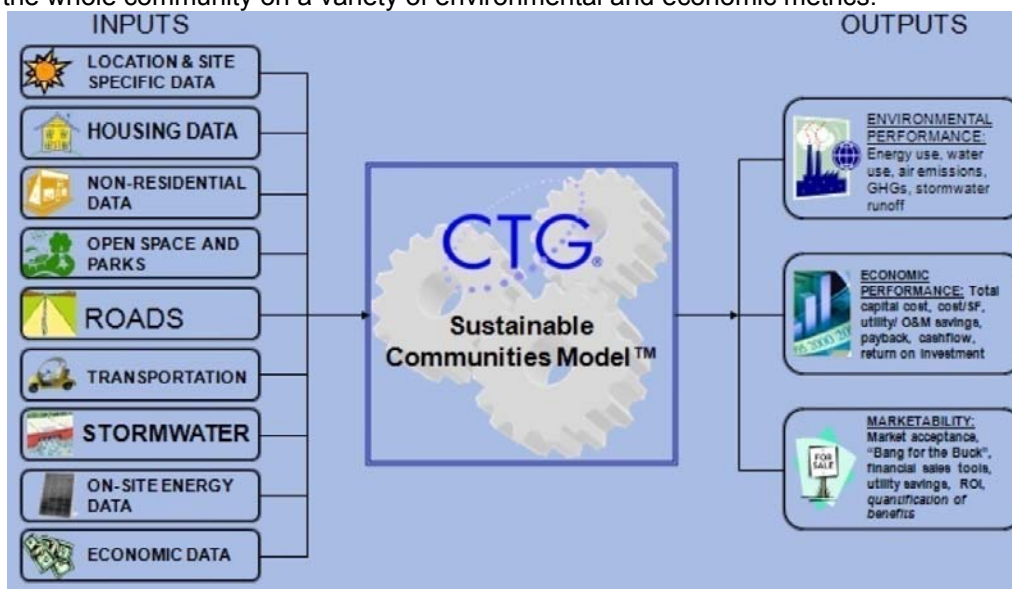 the whole community on a variety of environmental and economic metrics.
INPUTS
LOCATION & SITE
SPECIFIC DATA
HOUSING DATA
NON-RESIDENTIAL
DATA
OPEN SPACE AND
PARKS
ROADS
TRANSPORTATION
STORMWATER
ON-SITE ENERGY
DATA
ECONOMIC DATA
CTG®
Sustainable
Communities Model™
OUTPUTS
ENVIRONMENTAL
PERFORMANCE:
Energy use, water
use, air emissions,
GHGs, stormwater
runoff
ECONOMIC
PERFORMANCE: Total
capital cost, cost/SF,
utility/ O&M savings,
payback, cashflow,
return on investment
MARKETABILITY:
Market acceptance,
"Bang for the Buck",
financial sales tools,
utility savings, ROI,
quantification of
benefits
FOR
SALE